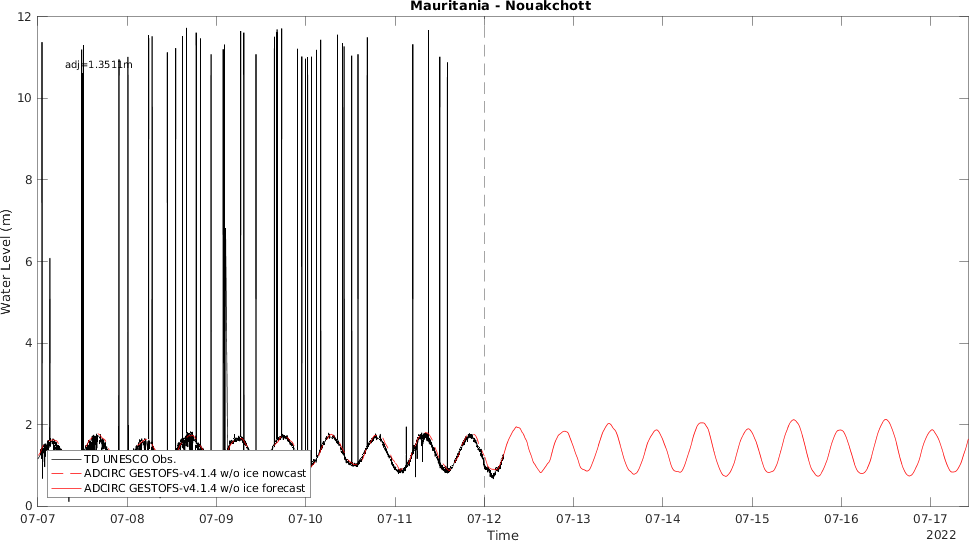 Mauritania - Nouakchott
12
10
8
6
4
2
0
Water Level (m)
adj=1.3511m
TD UNESCO Obs.
ADCIRC GESTOFS-v4.1.4 w/o ice nowcast
ADCIRC GESTOFS-v4.1.4 w/o ice forecast
07-07 07-08 07-09 07-10 07-11 07-12 07-13 07-14 07-15 07-16 07-17
Time
2022